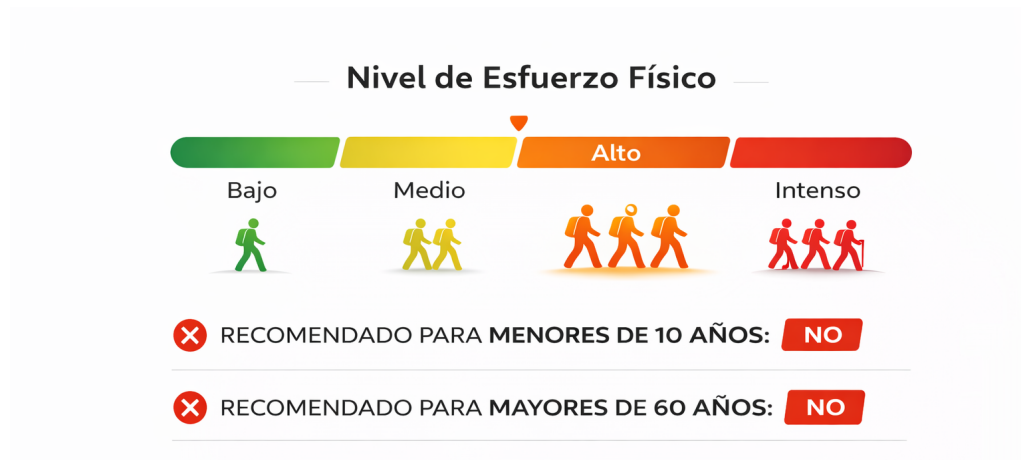 Nivel de Esfuerzo Físico
Alto
Bajo
Medio
Intenso
RECOMENDADO PARA MENORES DE 10 AÑOS: NO
RECOMENDADO PARA MAYORES DE 60 AÑOS: NO